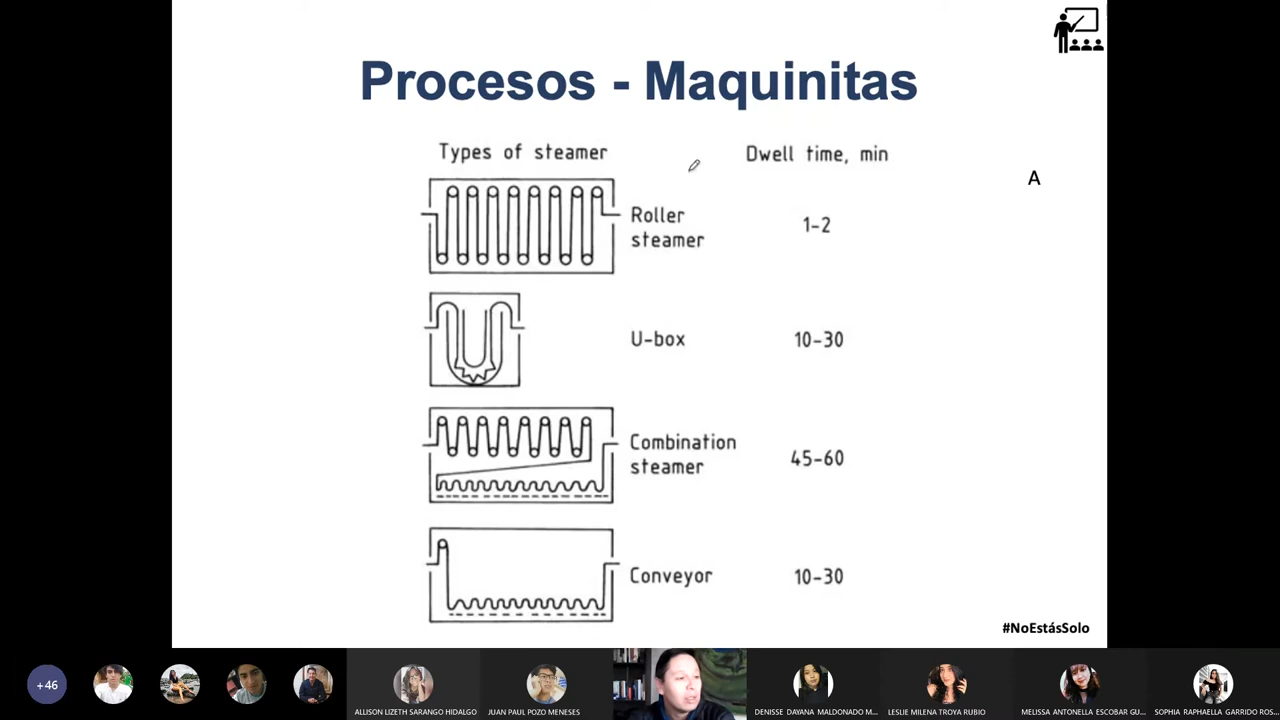 Procesos - Maquinitas
Types of steamer
Dwell time, min
A
Roller
steamer
1-2
U-box
10-30
Combination
steamer
45-60
Conveyor
10-30
#NoEstásSolo
+46
ALLISON LIZETH SARANGO HIDALGO
JUAN PAUL POZO MENESES
DENISSE DAYANA MALDONADO M...
LESLIE MILENA TROYA RUBIO
MELISSA ANTONELLA ESCOBAR GU...
SOPHIA RAPHAELLA GARRIDO ROS...